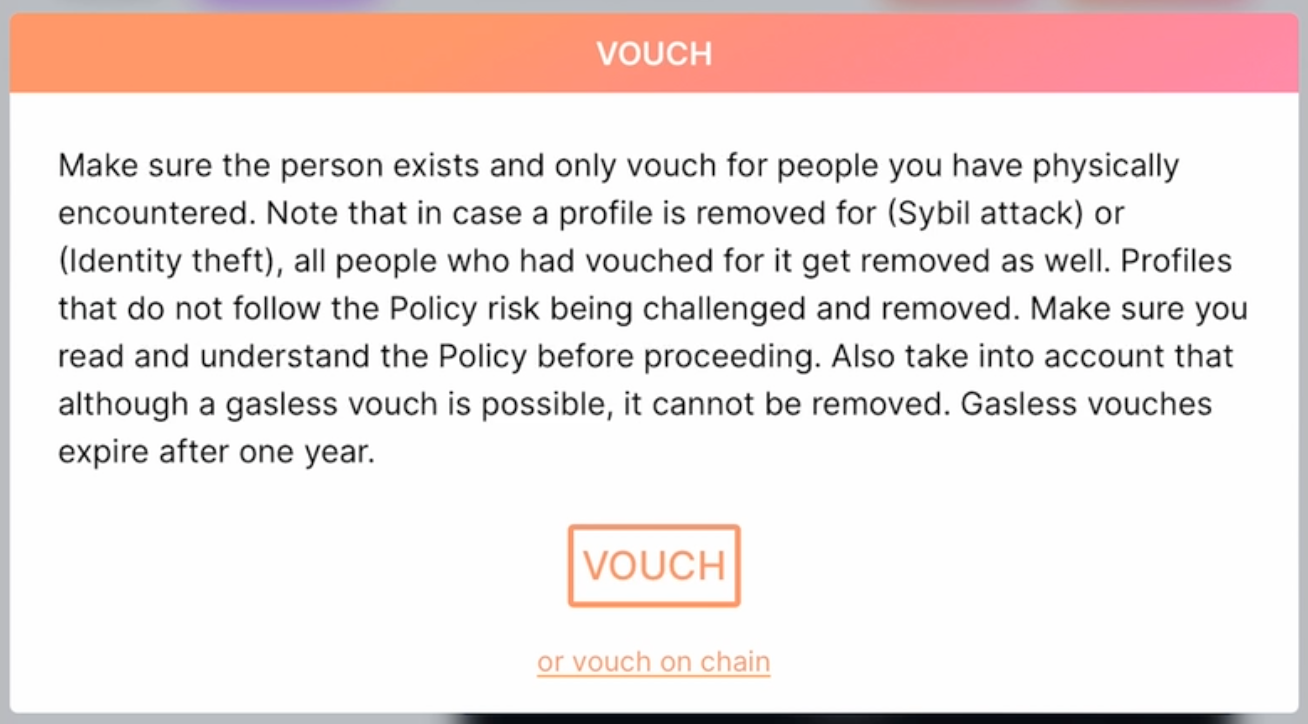 VOUCH
Make sure the person exists and only vouch for people you have physically
encountered. Note that in case a profile is removed for (Sybil attack) or
(Identity theft), all people who had vouched for it get removed as well. Profiles
that do not follow the Policy risk being challenged and removed. Make sure you
read and understand the Policy before proceeding. Also take into account that
although a gasless vouch is possible, it cannot be removed. Gasless vouches
expire after one year.
VOUCH
or vouch on chain